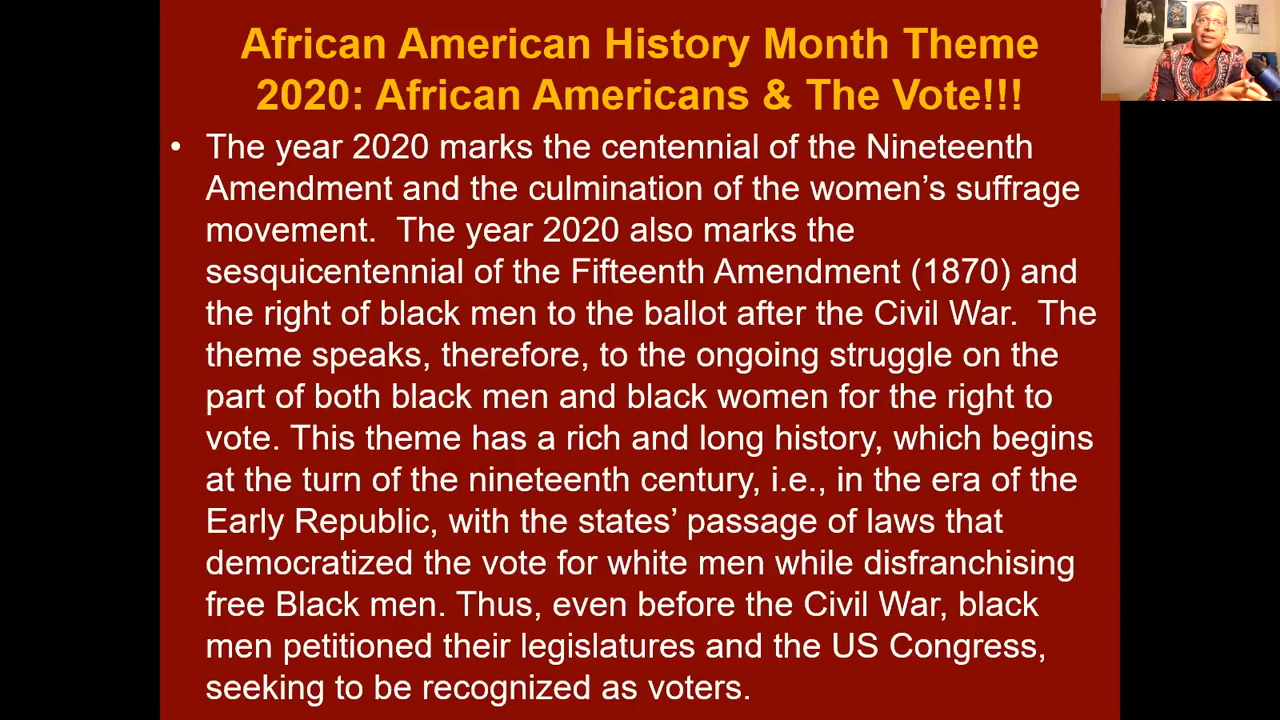 African American History Month Theme
2020: African Americans & The Vote!!!
• The year 2020 marks the centennial of the Nineteenth
Amendment and the culmination of the women’s suffrage
movement.  The year 2020 also marks the
sesquicentennial of the Fifteenth Amendment (1870) and
the right of black men to the ballot after the Civil War.  The
theme speaks, therefore, to the ongoing struggle on the
part of both black men and black women for the right to
vote. This theme has a rich and long history, which begins
at the turn of the nineteenth century, i.e., in the era of the
Early Republic, with the states’ passage of laws that
democratized the vote for white men while disfranchising
free Black men. Thus, even before the Civil War, black
men petitioned their legislatures and the US Congress,
seeking to be recognized as voters.